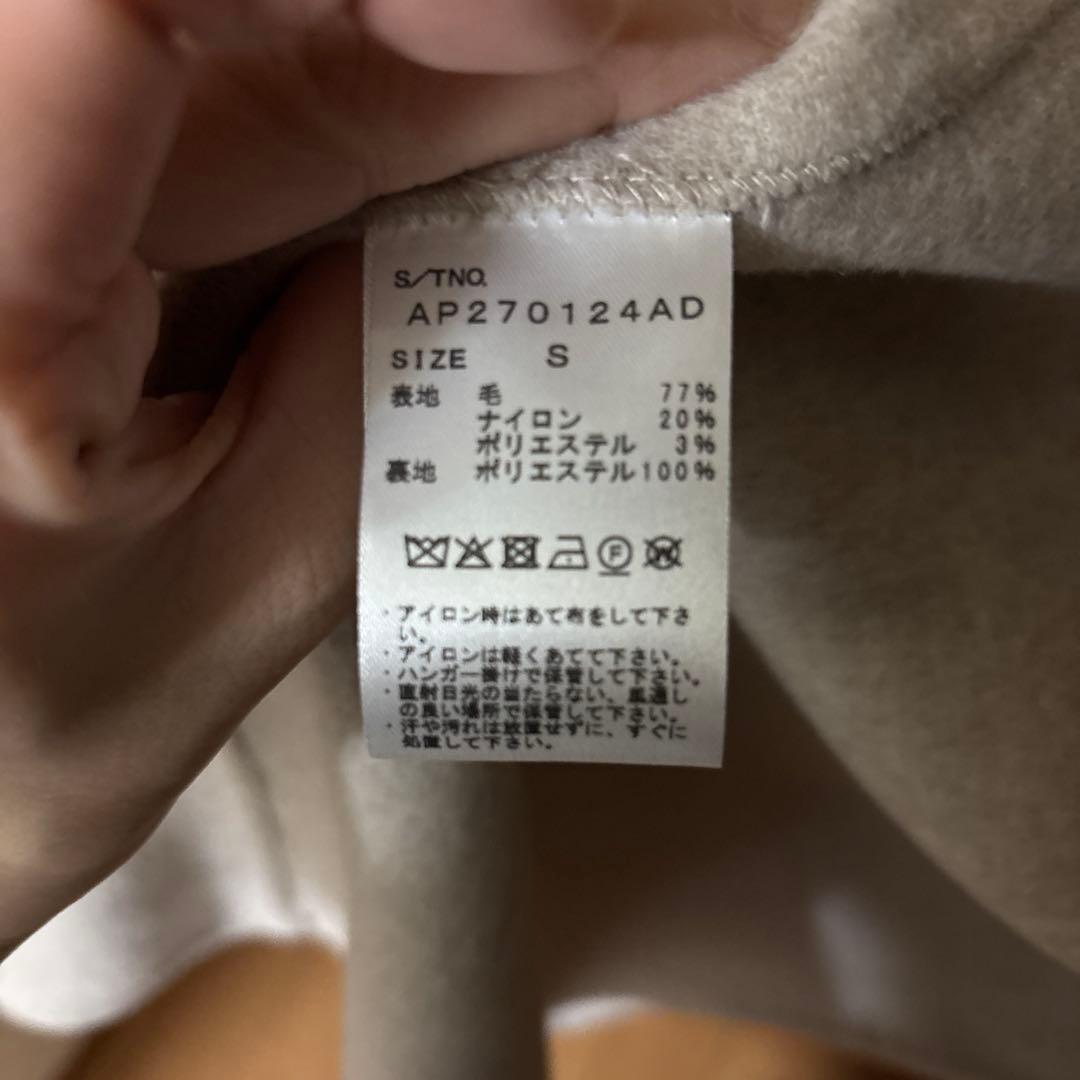 S/TNO.
AP270124AD
SIZE S
表地 毛 77%
ナイロン 20%
ポリエステル 3%
裏地 ポリエステル100%
F W
・アイロン時はあて布をして下さ
い。
・アイロンは軽くあてて下さい。
・ハンガー掛けで保管して下さい。
・直射日光の当たらない、風通し
の良い場所で保管して下さい。
・汗や汚れは放置せずに、すぐに
処置して下さい。